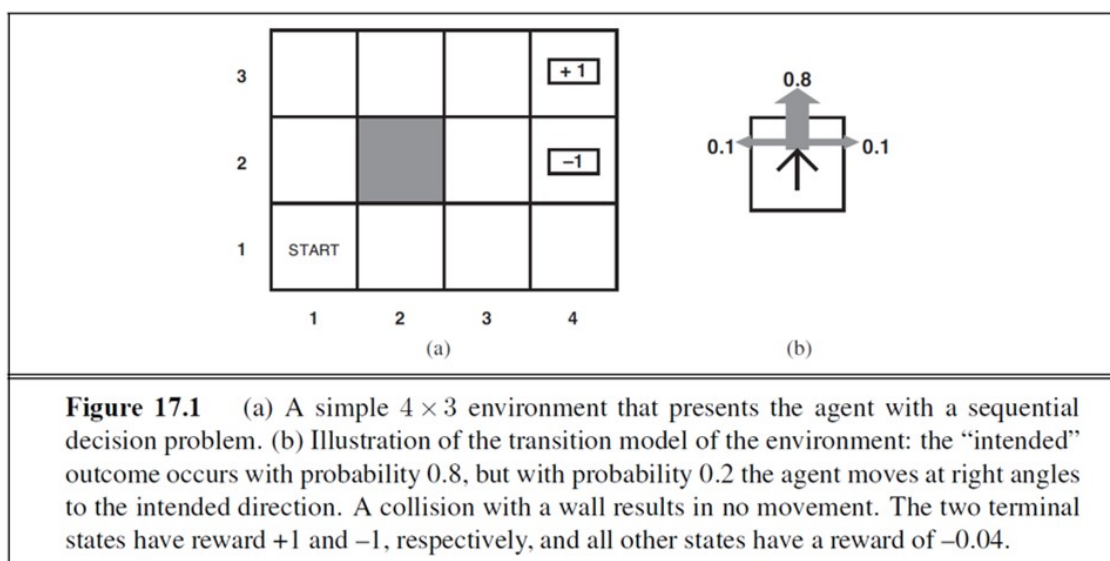 3
+ 1
0.8
0.1
0.1
2
–1
1
START
1 2 3 4
(a) (b)
Figure 17.1 (a) A simple 4 × 3 environment that presents the agent with a sequential
decision problem. (b) Illustration of the transition model of the environment: the “intended”
outcome occurs with probability 0.8, but with probability 0.2 the agent moves at right angles
to the intended direction. A collision with a wall results in no movement. The two terminal
states have reward +1 and –1, respectively, and all other states have a reward of –0.04.